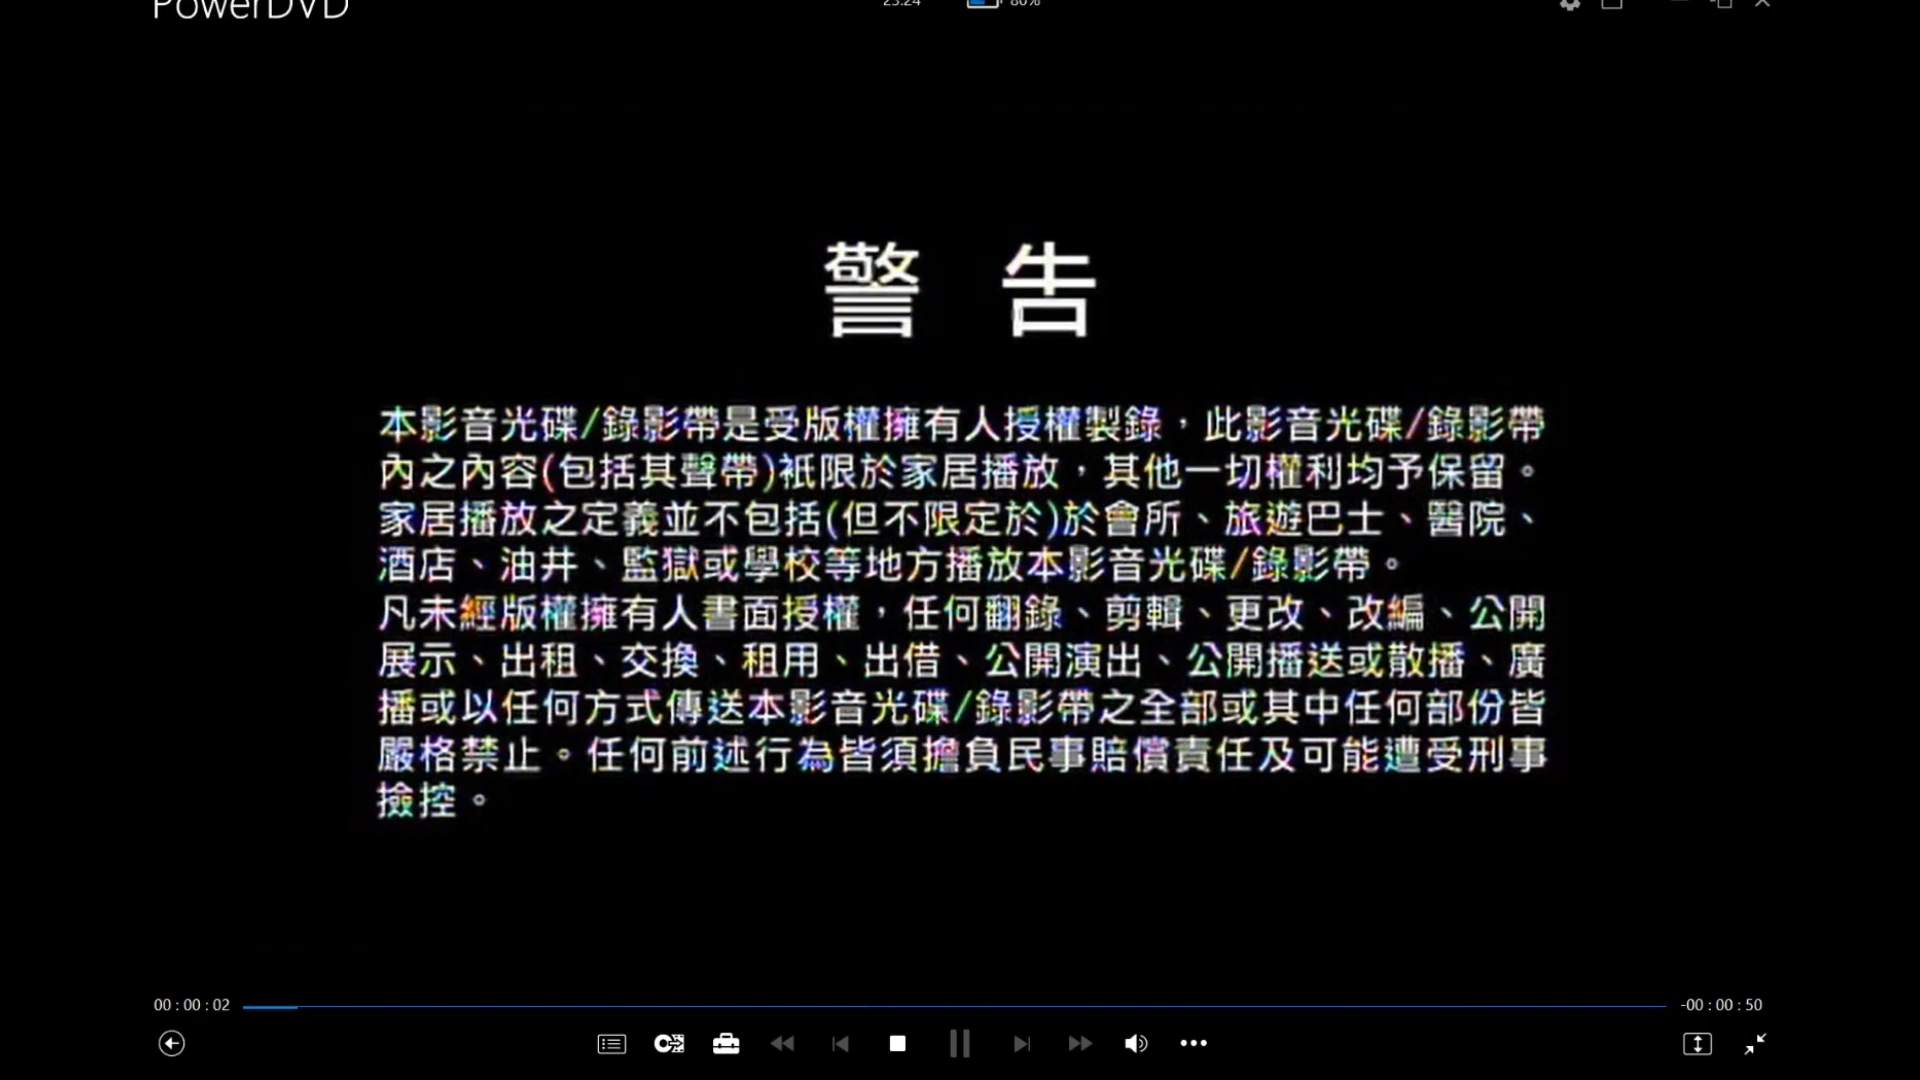 PowerDVD
23:24
80%
警 告
本影音光碟/錄影帶是受版權擁有人授權製錄，此影音光碟/錄影帶
內之內容(包括其聲帶)衹限於家居播放，其他一切權利均予保留。
家居播放之定義並不包括(但不限定於)於會所、旅遊巴士、醫院、
酒店、油井、監獄或學校等地方播放本影音光碟/錄影帶。
凡未經版權擁有人書面授權，任何翻錄、剪輯、更改、改編、公開
展示、出租、交換、租用、出借、公開演出、公開播送或散播、廣
播或以任何方式傳送本影音光碟/錄影帶之全部或其中任何部份皆
嚴格禁止。任何前述行為皆須擔負民事賠償責任及可能遭受刑事
撿控。
00 : 00 : 02
-00 : 00 : 50